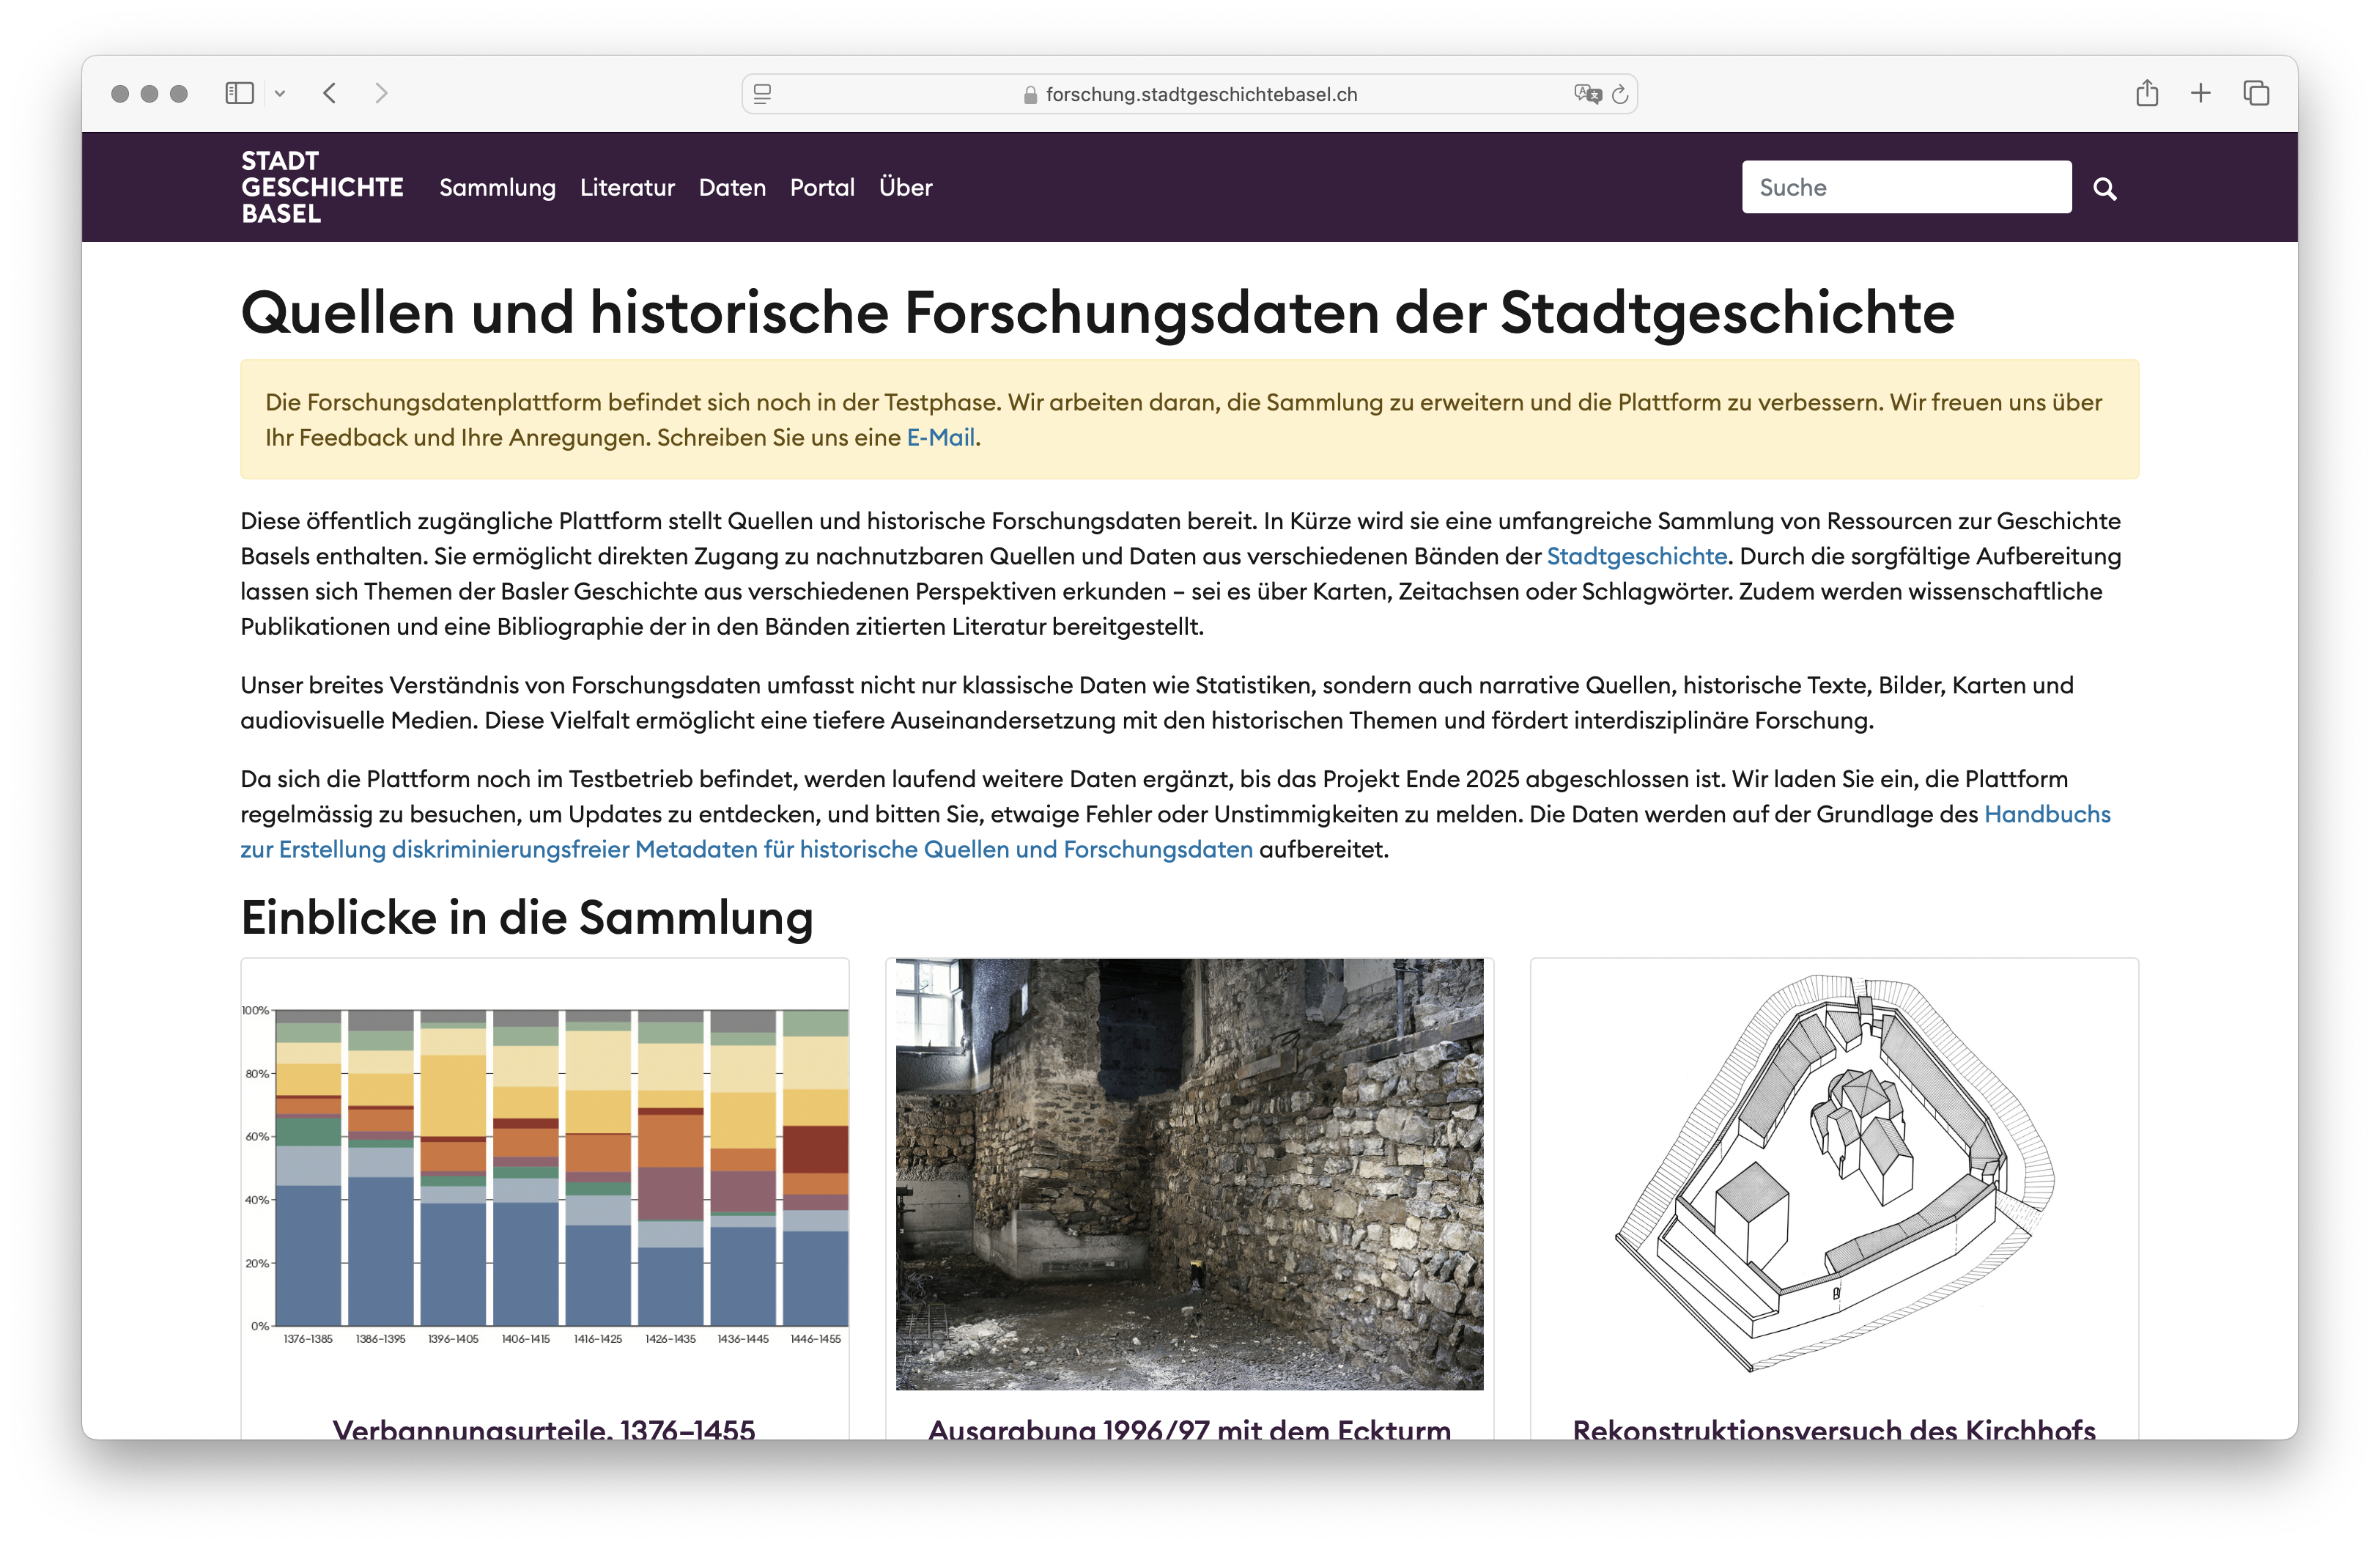 forschung.stadtgeschichtebasel.ch
STADT
GESCHICHTE
BASEL
Sammlung Literatur Daten Portal Über
Suche
Quellen und historische Forschungsdaten der Stadtgeschichte
Die Forschungsdatenplattform befindet sich noch in der Testphase. Wir arbeiten daran, die Sammlung zu erweitern und die Plattform zu verbessern. Wir freuen uns über
Ihr Feedback und Ihre Anregungen. Schreiben Sie uns eine E-Mail.
Diese öffentlich zugängliche Plattform stellt Quellen und historische Forschungsdaten bereit. In Kürze wird sie eine umfangreiche Sammlung von Ressourcen zur Geschichte
Basels enthalten. Sie ermöglicht direkten Zugang zu nachnutzbaren Quellen und Daten aus verschiedenen Bänden der Stadtgeschichte. Durch die sorgfältige Aufbereitung
lassen sich Themen der Basler Geschichte aus verschiedenen Perspektiven erkunden – sei es über Karten, Zeitachsen oder Schlagwörter. Zudem werden wissenschaftliche
Publikationen und eine Bibliographie der in den Bänden zitierten Literatur bereitgestellt.
Unser breites Verständnis von Forschungsdaten umfasst nicht nur klassische Daten wie Statistiken, sondern auch narrative Quellen, historische Texte, Bilder, Karten und
audiovisuelle Medien. Diese Vielfalt ermöglicht eine tiefere Auseinandersetzung mit den historischen Themen und fördert interdisziplinäre Forschung.
Da sich die Plattform noch im Testbetrieb befindet, werden laufend weitere Daten ergänzt, bis das Projekt Ende 2025 abgeschlossen ist. Wir laden Sie ein, die Plattform
regelmässig zu besuchen, um Updates zu entdecken, und bitten Sie, etwaige Fehler oder Unstimmigkeiten zu melden. Die Daten werden auf der Grundlage des Handbuchs
zur Erstellung diskriminierungsfreier Metadaten für historische Quellen und Forschungsdaten aufbereitet.
Einblicke in die Sammlung
100%
80%
60%
40%
20%
0%
1376–1385 1386–1395 1396–1405 1406–1415 1416–1425 1426–1435 1436–1445 1446–1455
Verbannungsurteile, 1376–1455
Ausgrabung 1996/97 mit dem Eckturm
Rekonstruktionsversuch des Kirchhofs